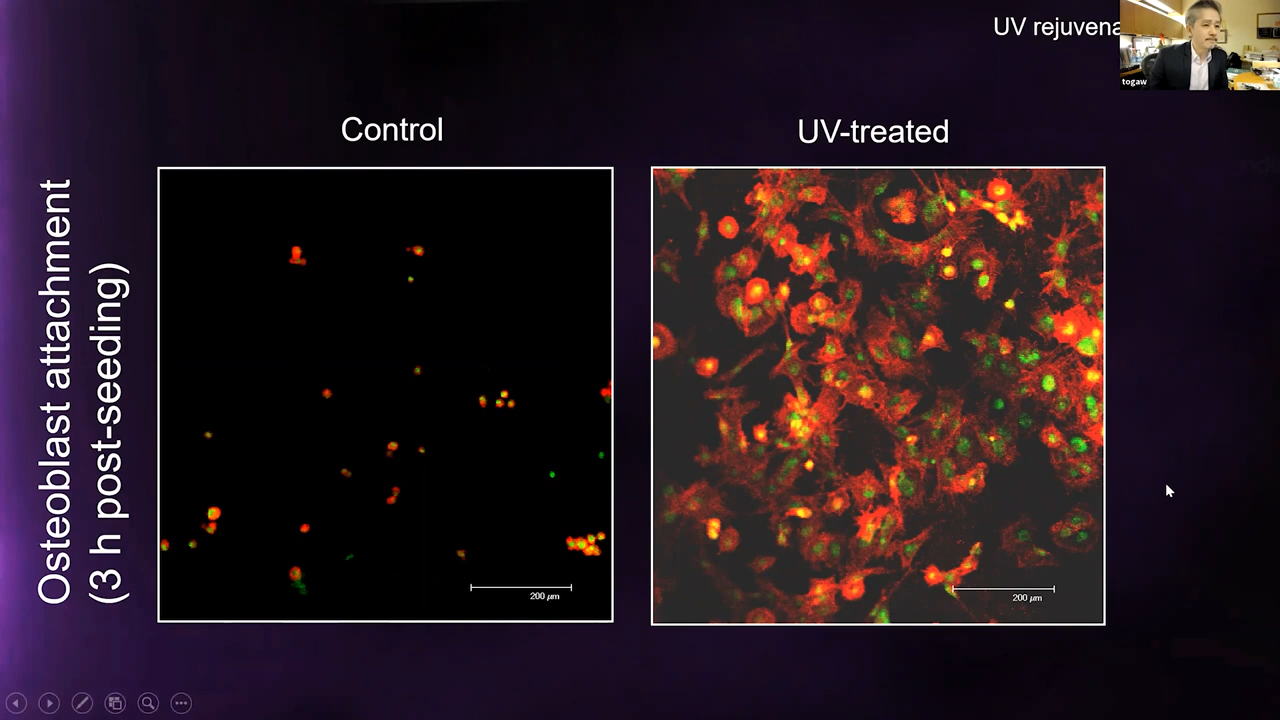 UV rejuvena
togaw
Control
UV-treated
Osteoblast attachment
(3 h post-seeding)
200 μm
200 μm